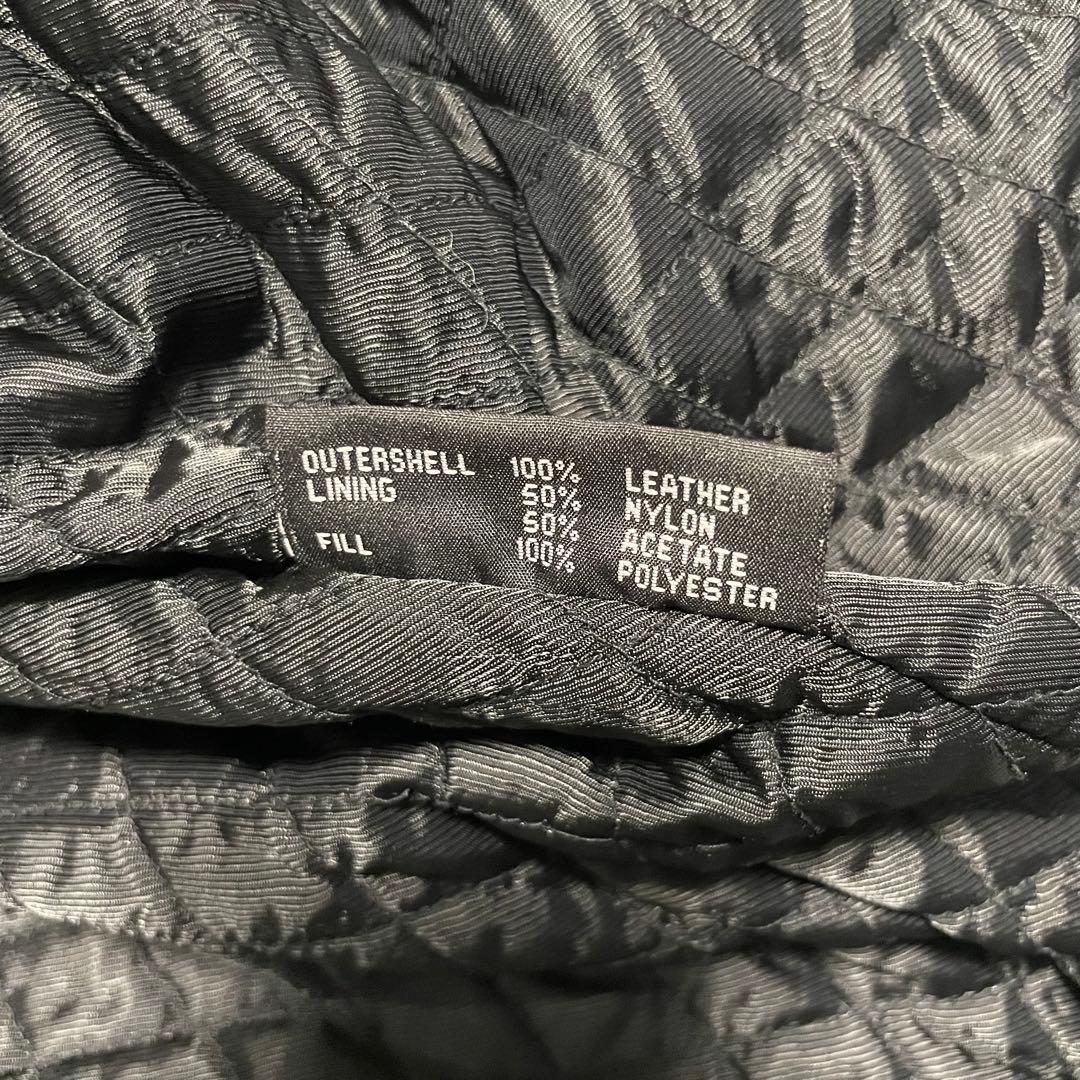 OUTERSHELL 100% LEATHER
LINING 50% NYLON
50% ACETATE
FILL 100% POLYESTER